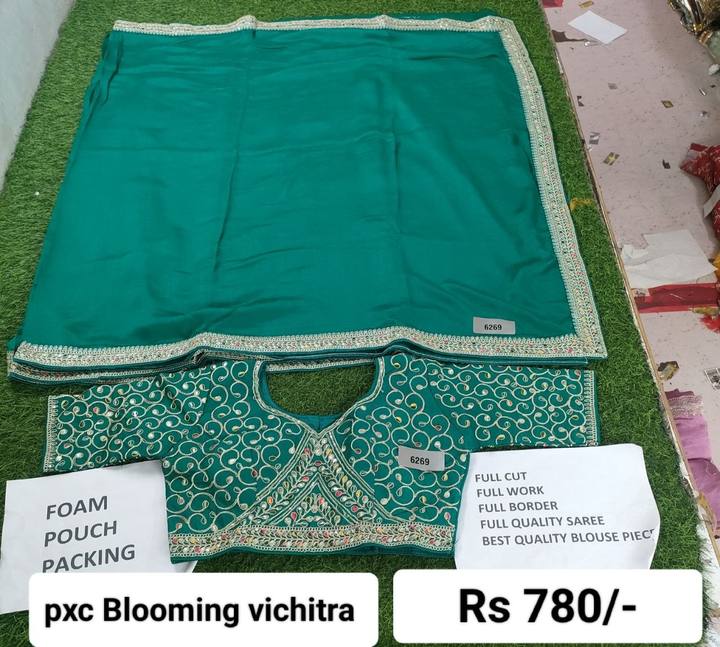 6269
6269
FOAM
POUCH
PACKING
FULL CUT
FULL WORK
FULL BORDER
FULL QUALITY SAREE
BEST QUALITY BLOUSE PIEC
pxc Blooming vichitra
Rs 780/-